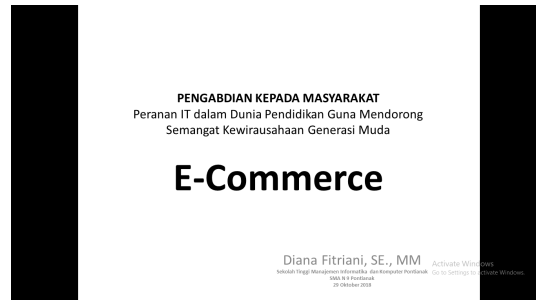 PENGABDIAN KEPADA MASYARAKAT
Peranan IT dalam Dunia Pendidikan Guna Mendorong
Semangat Kewirausahaan Generasi Muda
E-Commerce
Diana Fitriani, SE., MM
Sekolah Tinggi Manajemen Informatika dan Komputer Pontianak
SMA N 9 Pontianak
29 Oktober 2018
Activate Windows
Go to Settings to activate Windows.